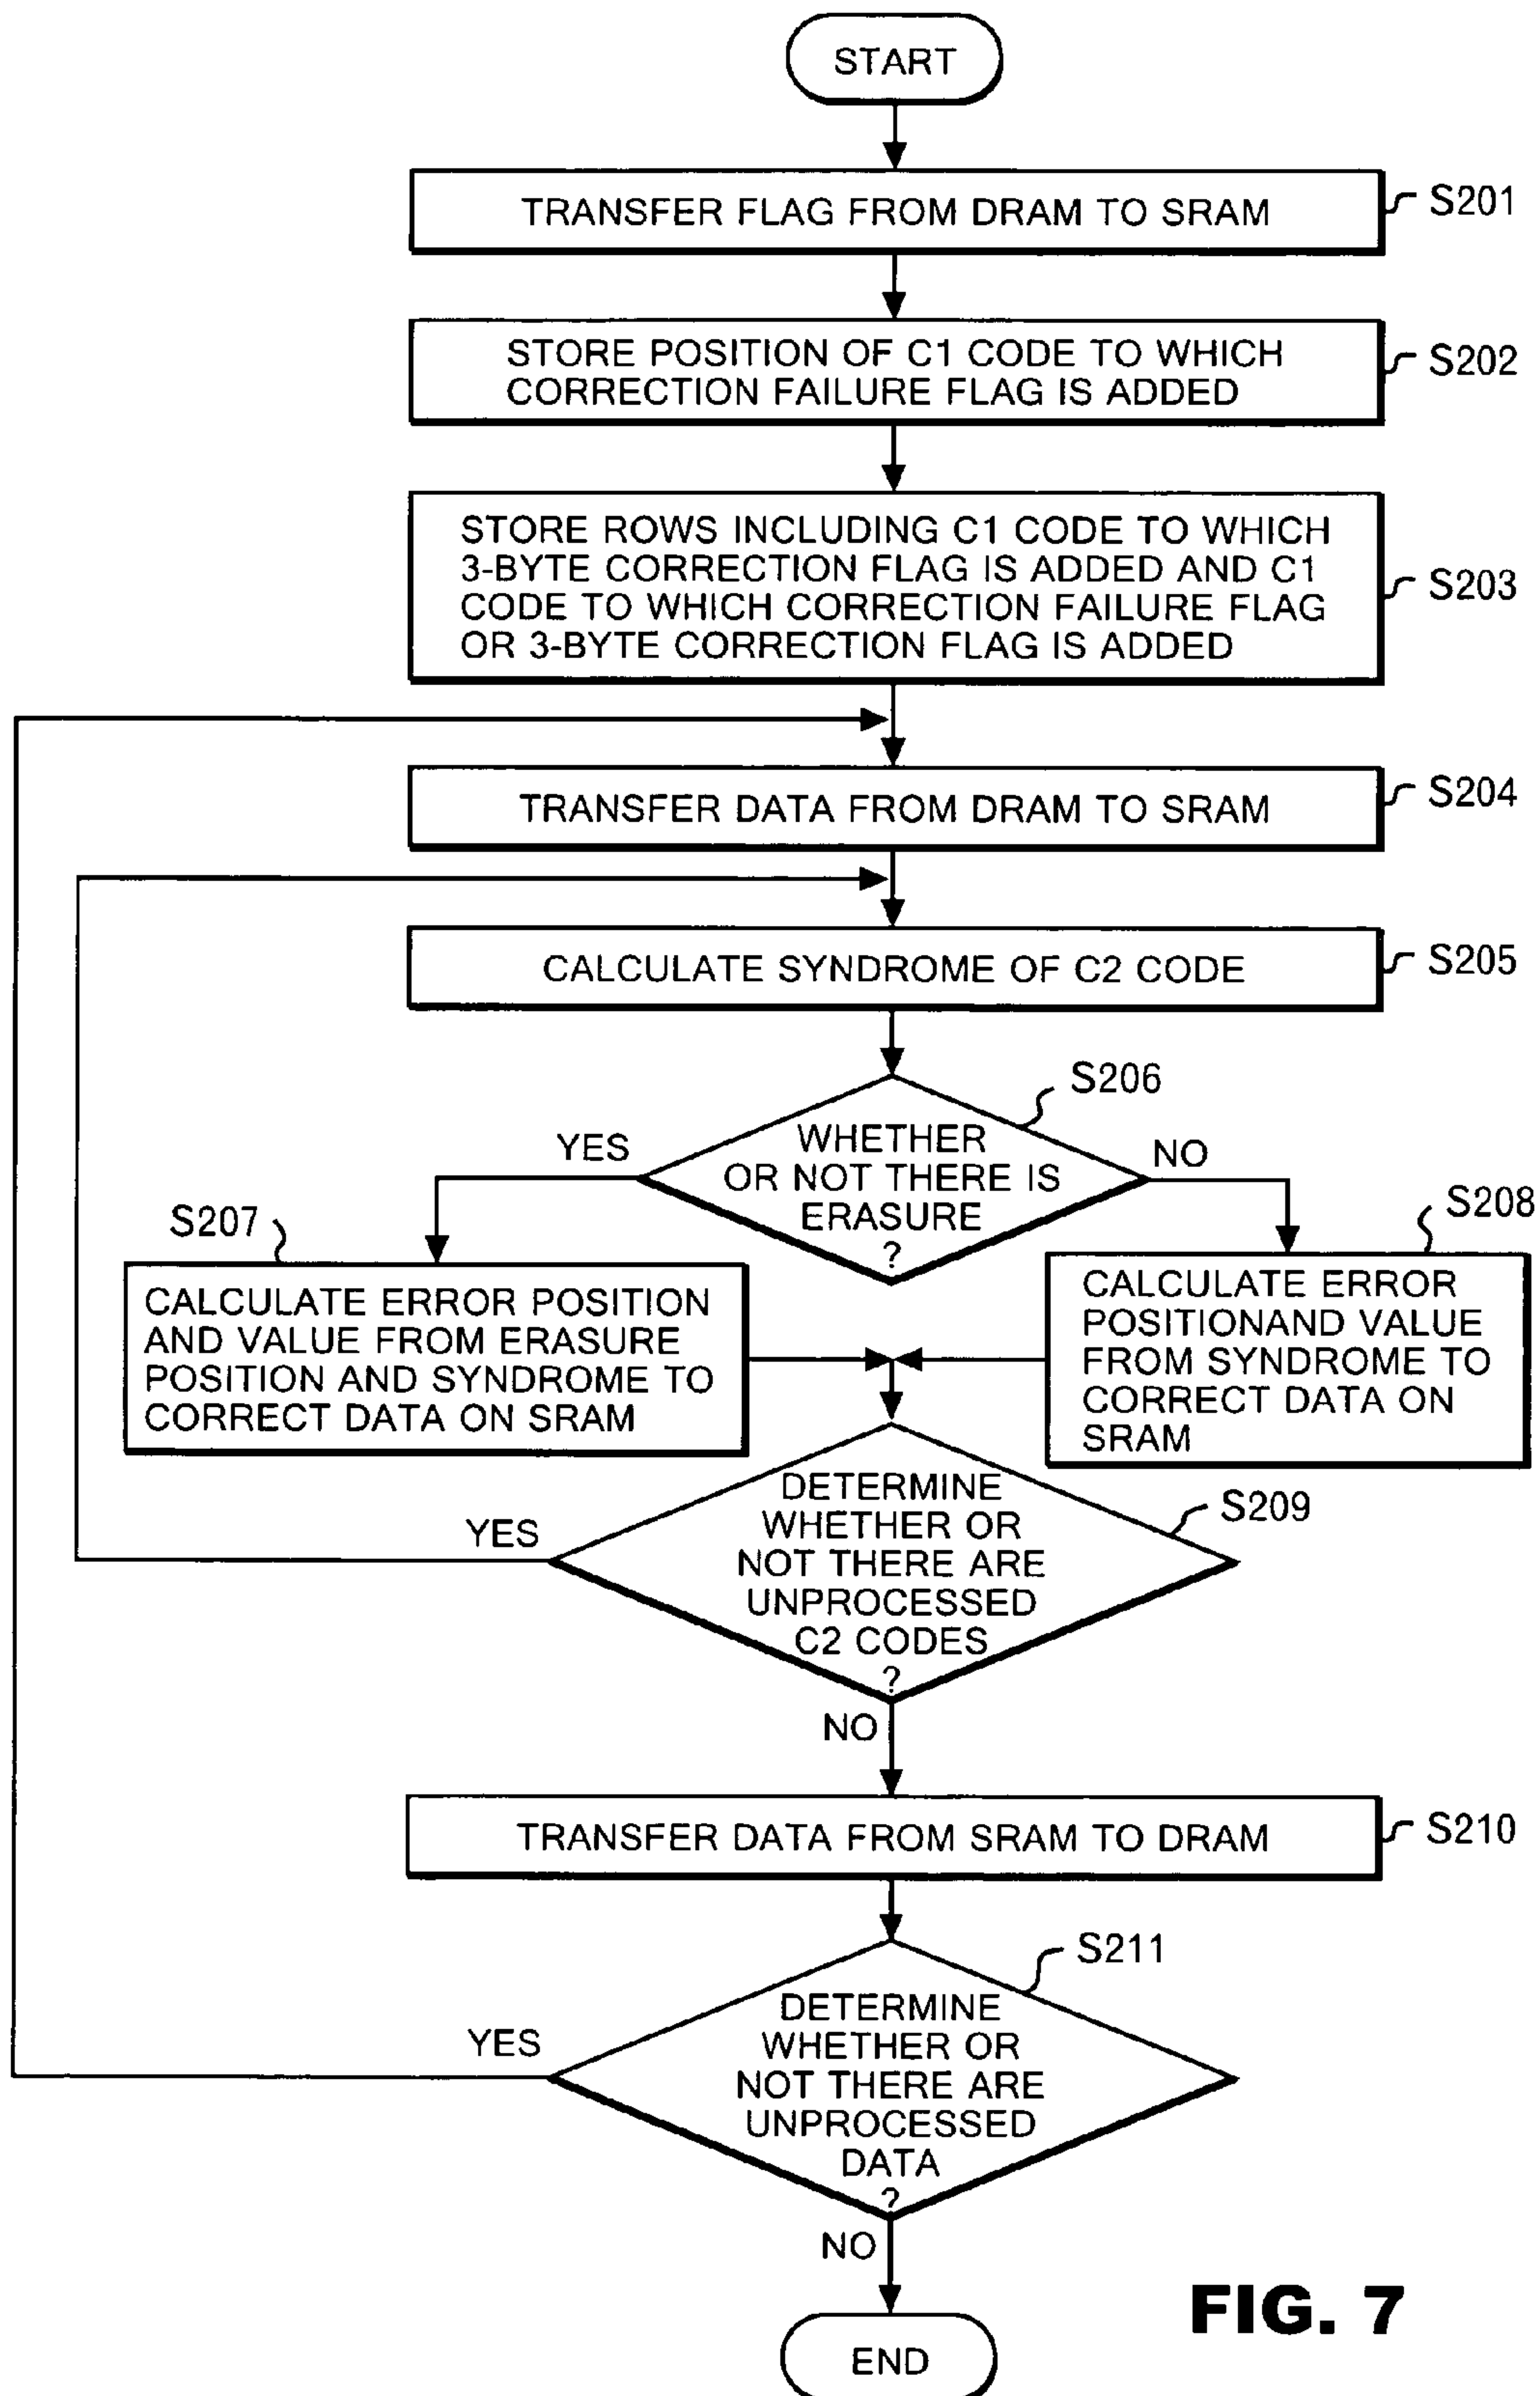 START
TRANSFER FLAG FROM DRAM TO SRAM
S201
STORE POSITION OF C1 CODE TO WHICH
CORRECTION FAILURE FLAG IS ADDED
S202
STORE ROWS INCLUDING C1 CODE TO WHICH
3-BYTE CORRECTION FLAG IS ADDED AND C1
CODE TO WHICH CORRECTION FAILURE FLAG
OR 3-BYTE CORRECTION FLAG IS ADDED
S203
TRANSFER DATA FROM DRAM TO SRAM
S204
CALCULATE SYNDROME OF C2 CODE
S205
S206
WHETHER
OR NOT THERE IS
ERASURE
?
YES
NO
S207
CALCULATE ERROR POSITION
AND VALUE FROM ERASURE
POSITION AND SYNDROME TO
CORRECT DATA ON SRAM
S208
CALCULATE ERROR
POSITIONAND VALUE
FROM SYNDROME TO
CORRECT DATA ON
SRAM
DETERMINE
WHETHER OR
NOT THERE ARE
UNPROCESSED
C2 CODES
?
S209
YES
NO
TRANSFER DATA FROM SRAM TO DRAM
S210
S211
DETERMINE
WHETHER OR
NOT THERE ARE
UNPROCESSED
DATA
?
YES
NO
END
FIG. 7